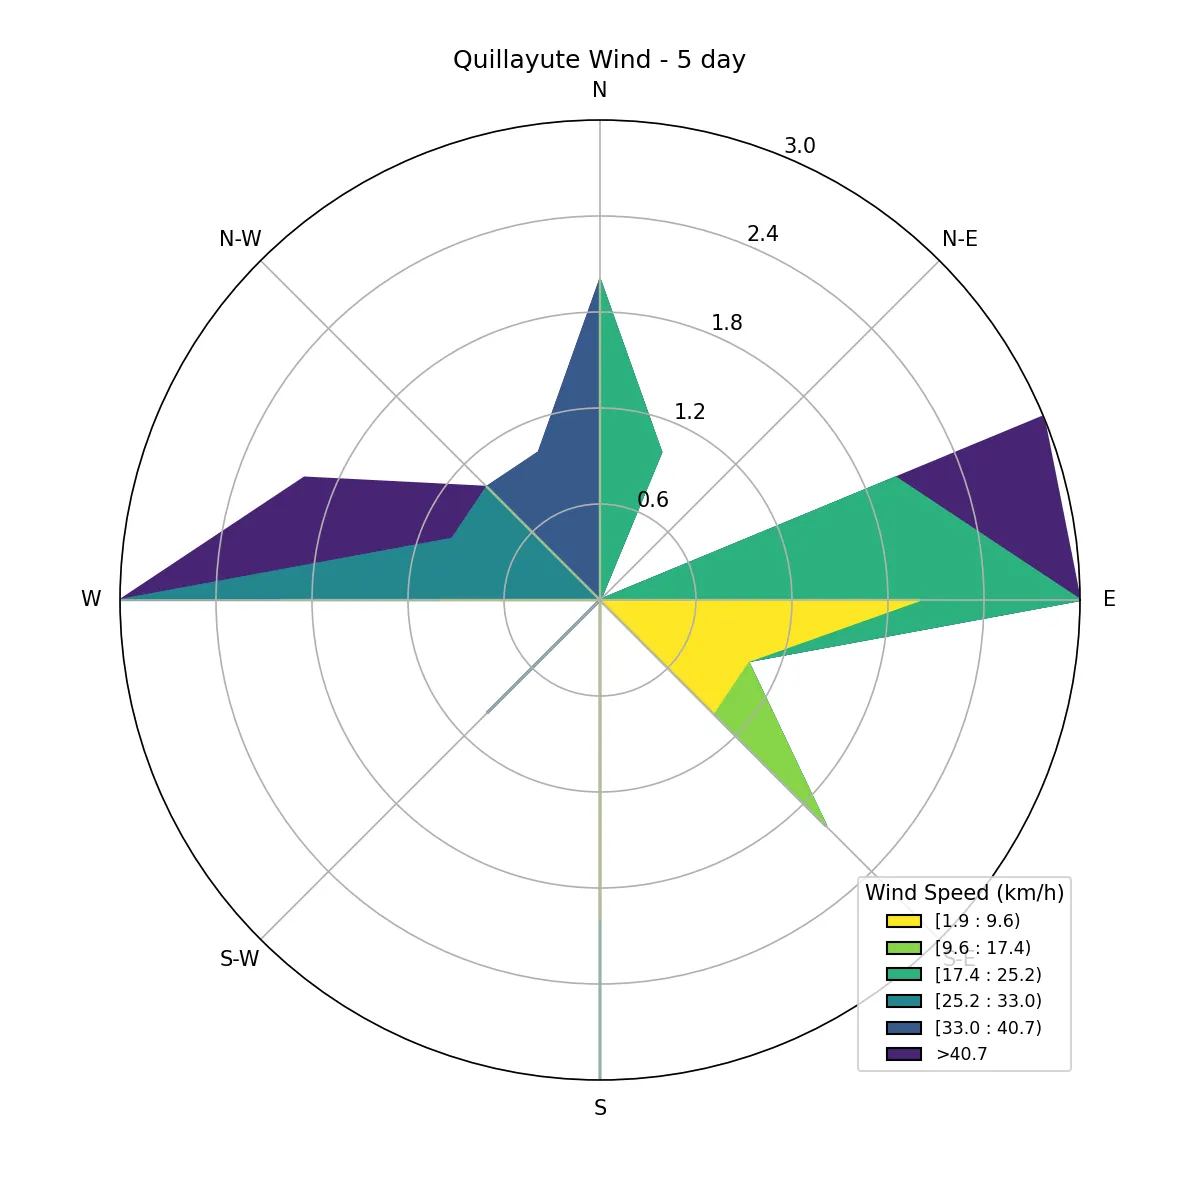 Quillayute Wind - 5 day
N
3.0
N-W
2.4
N-E
1.8
1.2
0.6
W
E
Wind Speed (km/h)
[1.9 : 9.6)
[9.6 : 17.4)
S-W
S-E
[17.4 : 25.2)
[25.2 : 33.0)
[33.0 : 40.7)
>40.7
S